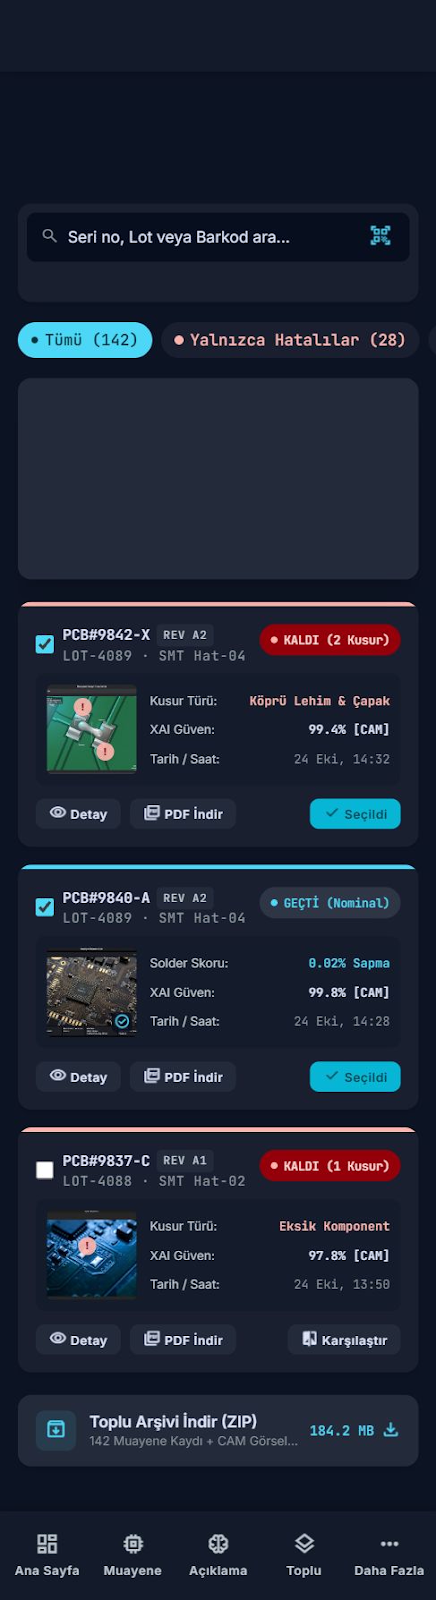 Seri no, Lot veya Barkod ara...
Tümü (142)
Yalnızca Hatalılar (28)
PCB#9842-X REV A2
KALDI (2 Kusur)
LOT-4089 · SMT Hat-04
Kusur Türü: Köprü Lehim & Çapak
XAI Güven: 99.4% [CAM]
Tarih / Saat: 24 Eki, 14:32
Detay
PDF İndir
Seçildi
PCB#9840-A REV A2
GEÇTİ (Nominal)
LOT-4089 · SMT Hat-04
Solder Skoru: 0.02% Sapma
XAI Güven: 99.8% [CAM]
Tarih / Saat: 24 Eki, 14:28
Detay
PDF İndir
Seçildi
PCB#9837-C REV A1
KALDI (1 Kusur)
LOT-4088 · SMT Hat-02
Kusur Türü: Eksik Komponent
XAI Güven: 97.8% [CAM]
Tarih / Saat: 24 Eki, 13:50
Detay
PDF İndir
Karşılaştır
Toplu Arşivi İndir (ZIP)
142 Muayene Kaydı + CAM Görsel...
184.2 MB
Ana Sayfa
Muayene
Açıklama
Toplu
Daha Fazla